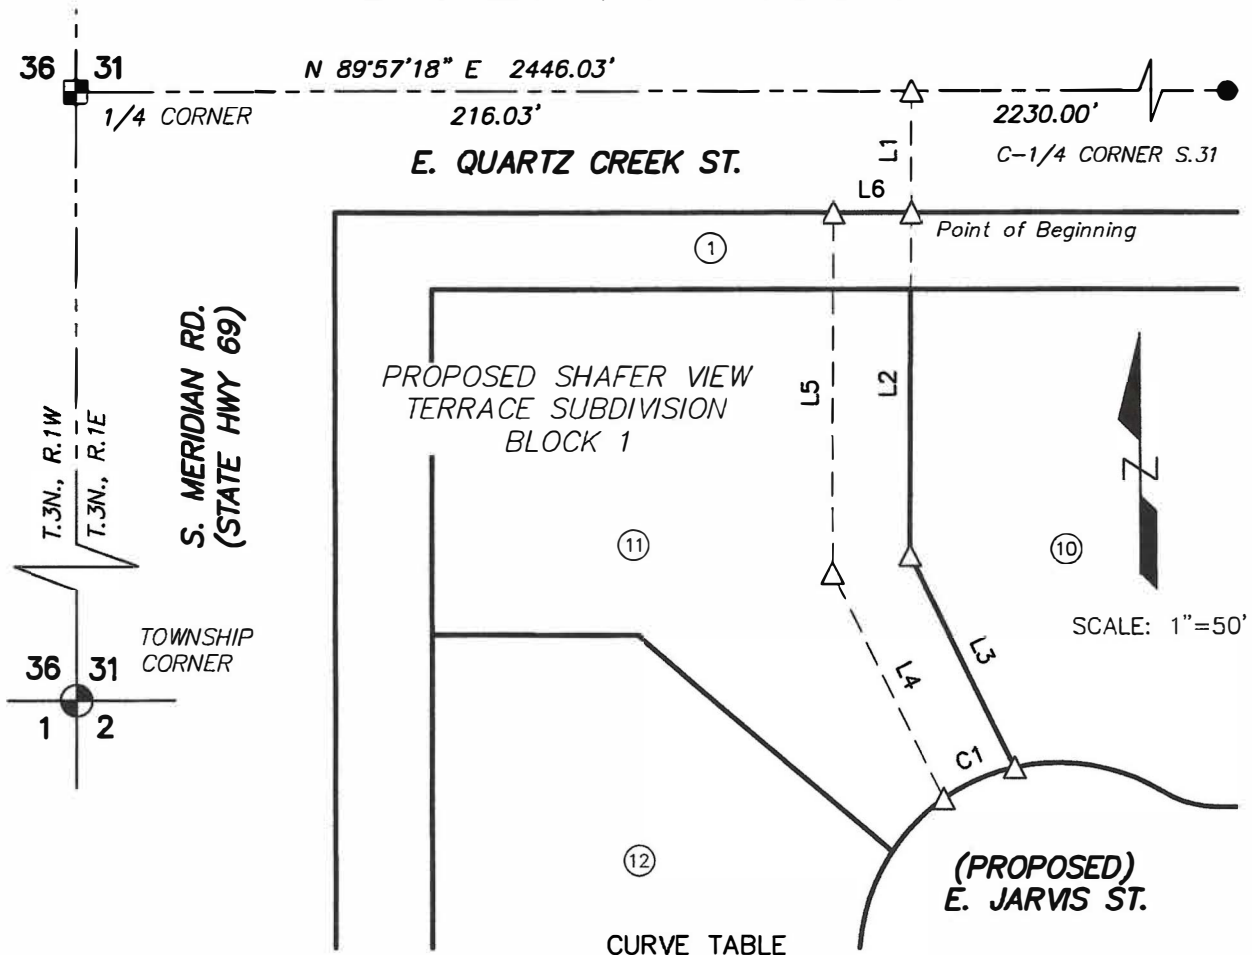 36 31
N 89°57'18" E 2446.03'
1/4 CORNER
216.03'
2230.00'
E. QUARTZ CREEK ST.
L1
C-1/4 CORNER S.31
L6
Point of Beginning
1
S. MERIDIAN RD.
(STATE HWY 69)
T.3N., R.1W
T.3N., R.1E
PROPOSED SHAFER VIEW
TERRACE SUBDIVISION
BLOCK 1
L5
L2
Z
11
10
SCALE: 1"=50'
TOWNSHIP
CORNER
36 31
1 2
L3
L4
C1
12
(PROPOSED)
E. JARVIS ST.
CURVE TABLE